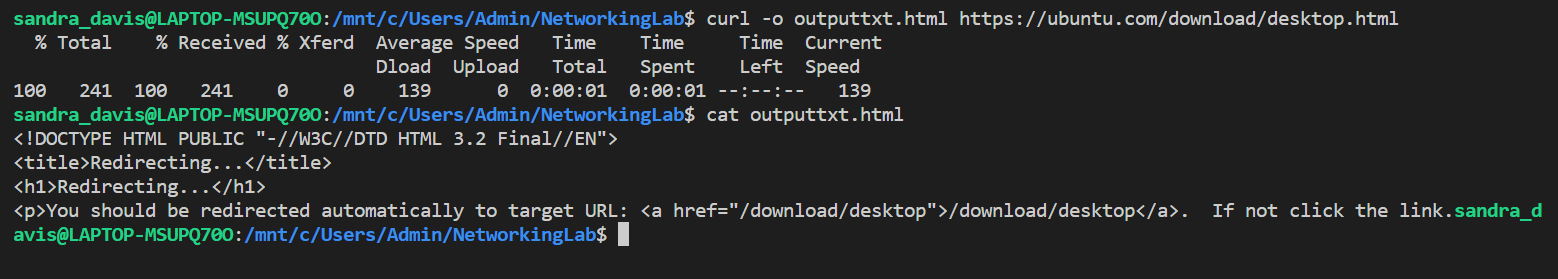 sandra_davis@LAPTOP-MSUPQ70O:/mnt/c/Users/Admin/NetworkingLab$ curl -o outputtxt.html https://ubuntu.com/download/desktop.html
  % Total    % Received % Xferd  Average Speed   Time    Time     Time  Current
                                 Dload  Upload   Total   Spent    Left  Speed
100   241  100   241    0     0    139      0  0:00:01  0:00:01 --:--:--   139
sandra_davis@LAPTOP-MSUPQ70O:/mnt/c/Users/Admin/NetworkingLab$ cat outputtxt.html
<!DOCTYPE HTML PUBLIC "-//W3C//DTD HTML 3.2 Final//EN">
<title>Redirecting...</title>
<h1>Redirecting...</h1>
<p>You should be redirected automatically to target URL: <a href="/download/desktop">/download/desktop</a>.  If not click the link.sandra_d
avis@LAPTOP-MSUPQ70O:/mnt/c/Users/Admin/NetworkingLab$